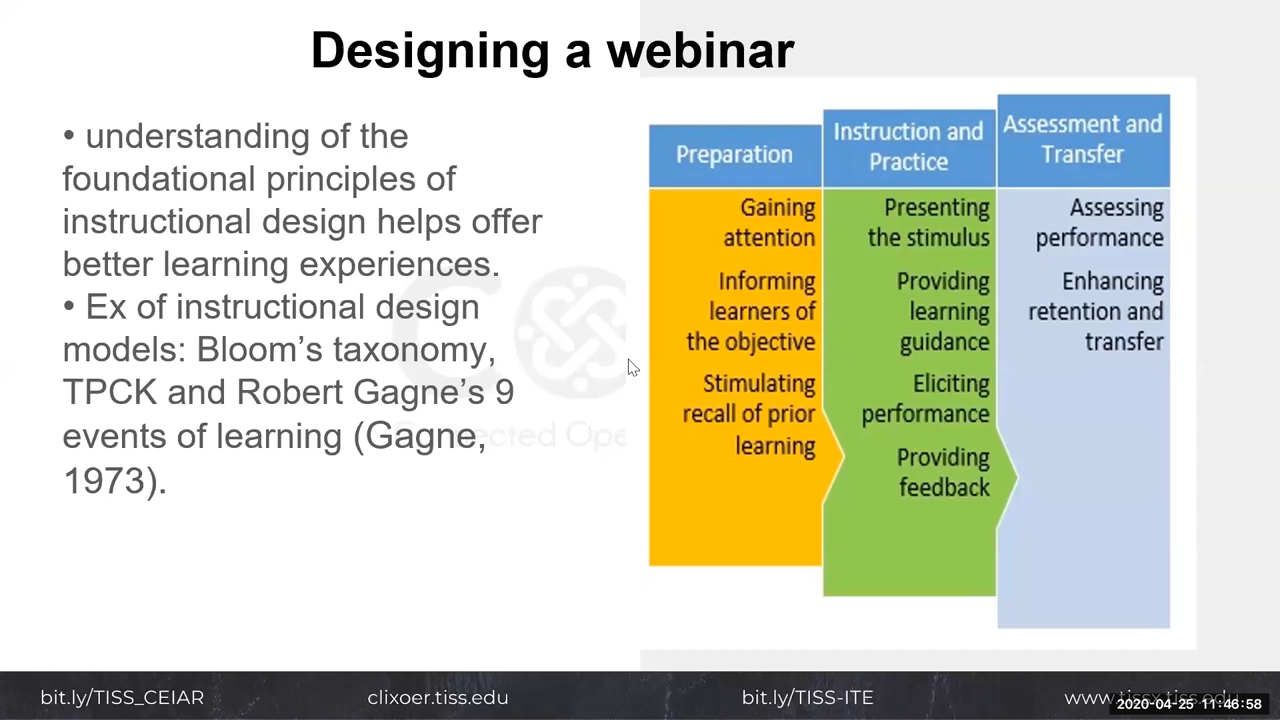 Designing a webinar
• understanding of the
foundational principles of
instructional design helps offer
better learning experiences.
• Ex of instructional design
models: Bloom’s taxonomy,
TPCK and Robert Gagne’s 9
events of learning (Gagne,
1973).
Preparation
Gaining
attention
Informing
learners of
the objective
Stimulating
recall of prior
learning
Instruction and
Practice
Presenting
the stimulus
Providing
learning
guidance
Eliciting
performance
Providing
feedback
Assessment and
Transfer
Assessing
performance
Enhancing
retention and
transfer
bit.ly/TISS_CEIAR
clixoer.tiss.edu
bit.ly/TISS-ITE
www.tissx.tiss.edu
2020-04-25 11:46:58